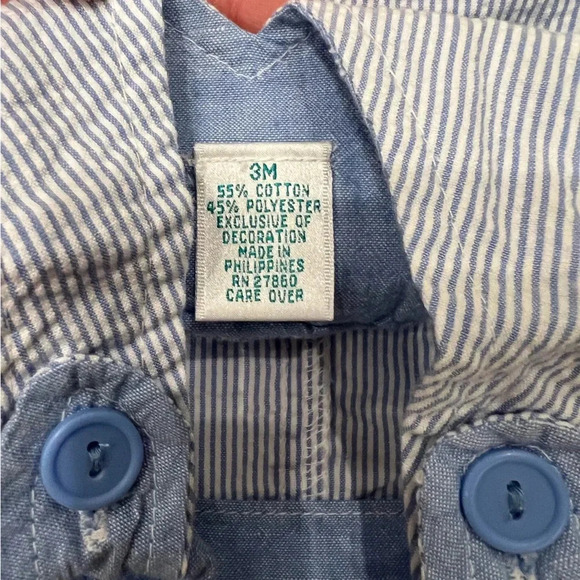 3M
55% COTTON
45% POLYESTER
EXCLUSIVE OF
DECORATION
MADE IN
PHILIPPINES
RN 27860
CARE OVER